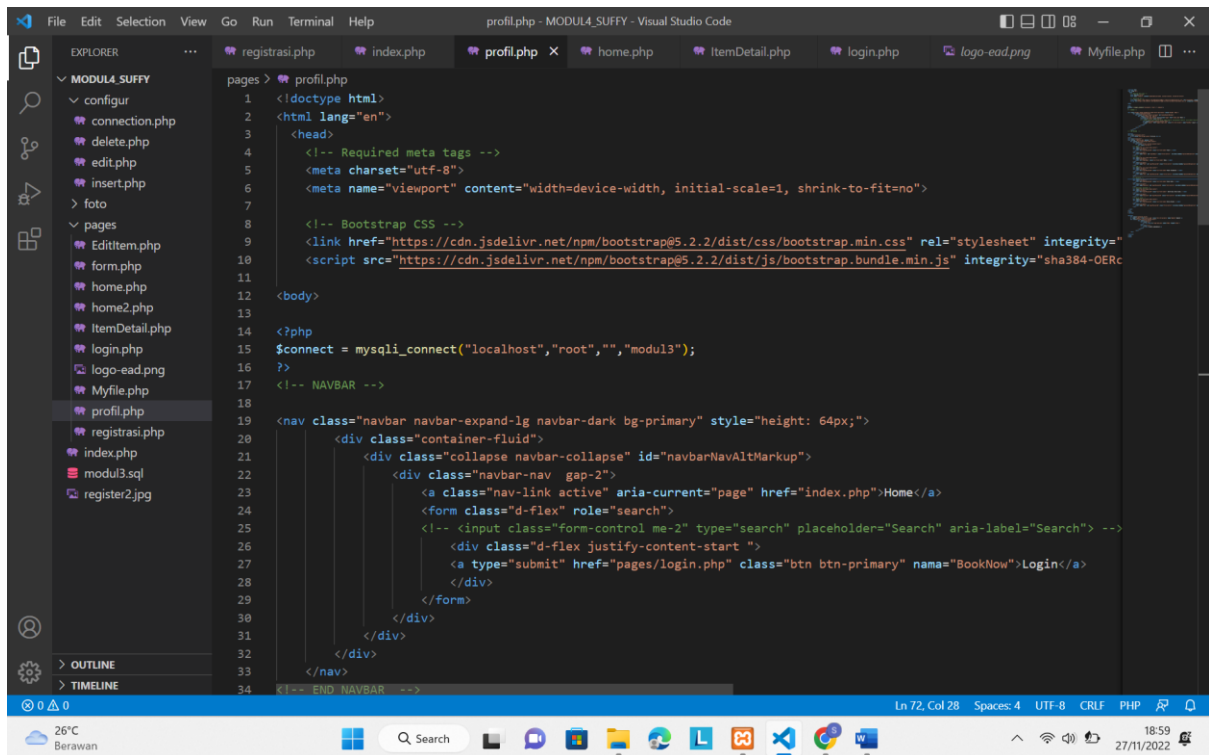 File Edit Selection View Go Run Terminal Help profil.php - MODUL4_SUFFY - Visual Studio Code
EXPLORER
MODUL4_SUFFY
configur
connection.php
delete.php
edit.php
insert.php
foto
pages
EditItem.php
form.php
home.php
home2.php
ItemDetail.php
login.php
logo-ead.png
Myfile.php
profil.php
registrasi.php
index.php
modul3.sql
register2.jpg
OUTLINE
TIMELINE
registrasi.php index.php profil.php home.php ItemDetail.php login.php logo-ead.png Myfile.php
pages > profil.php
1 <!doctype html>
2 <html lang="en">
3 <head>
4 <!-- Required meta tags -->
5 <meta charset="utf-8">
6 <meta name="viewport" content="width=device-width, initial-scale=1, shrink-to-fit=no">
7
8 <!-- Bootstrap CSS -->
9 <link href="https://cdn.jsdelivr.net/npm/bootstrap@5.2.2/dist/css/bootstrap.min.css" rel="stylesheet" integrity="
10 <script src="https://cdn.jsdelivr.net/npm/bootstrap@5.2.2/dist/js/bootstrap.bundle.min.js" integrity="sha384-OERc
11
12 <body>
13
14 <?php
15 $connect = mysqli_connect("localhost","root","","modul3");
16 ?>
17 <!-- NAVBAR -->
18
19 <nav class="navbar navbar-expand-lg navbar-dark bg-primary" style="height: 64px;">
20 <div class="container-fluid">
21 <div class="collapse navbar-collapse" id="navbarNavAltMarkup">
22 <div class="navbar-nav  gap-2">
23 <a class="nav-link active" aria-current="page" href="index.php">Home</a>
24 <form class="d-flex" role="search">
25 <!-- <input class="form-control me-2" type="search" placeholder="Search" aria-label="Search"> -->
26 <div class="d-flex justify-content-start ">
27 <a type="submit" href="pages/login.php" class="btn btn-primary" nama="BookNow">Login</a>
28 </div>
29 </form>
30 </div>
31 </div>
32 </div>
33 </nav>
34 <!-- END NAVBAR  -->
0 0 Ln 72, Col 28 Spaces: 4 UTF-8 CRLF PHP
26°C
Berawan
Search
18:59
27/11/2022